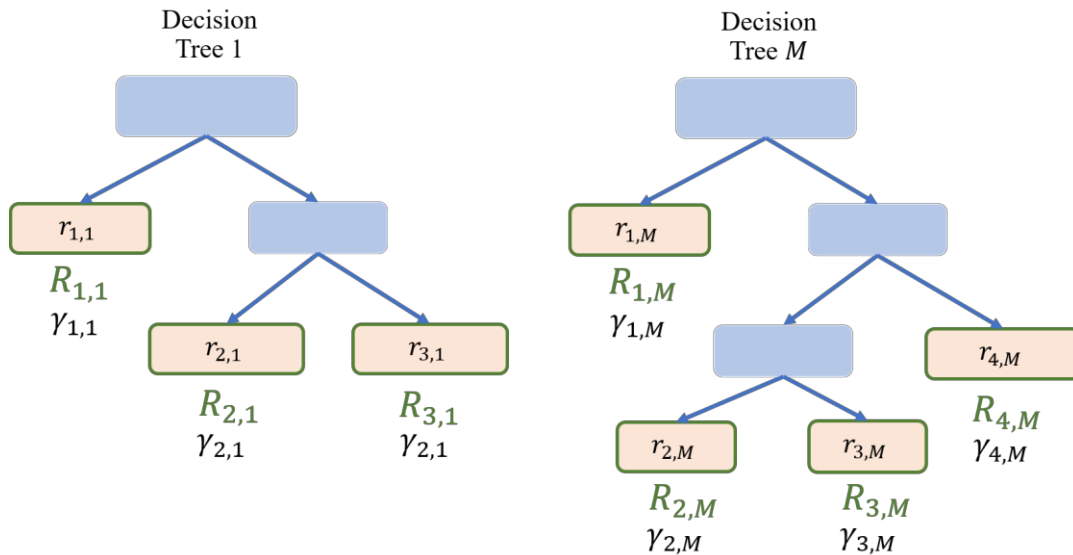 Decision
Tree 1
r₁,₁
R₁,₁
γ₁,₁
r₂,₁
R₂,₁
γ₂,₁
r₃,₁
R₃,₁
γ₂,₁
Decision
Tree M
r₁,M
R₁,M
γ₁,M
r₂,M
R₂,M
γ₂,M
r₃,M
R₃,M
γ₃,M
r₄,M
R₄,M
γ₄,M